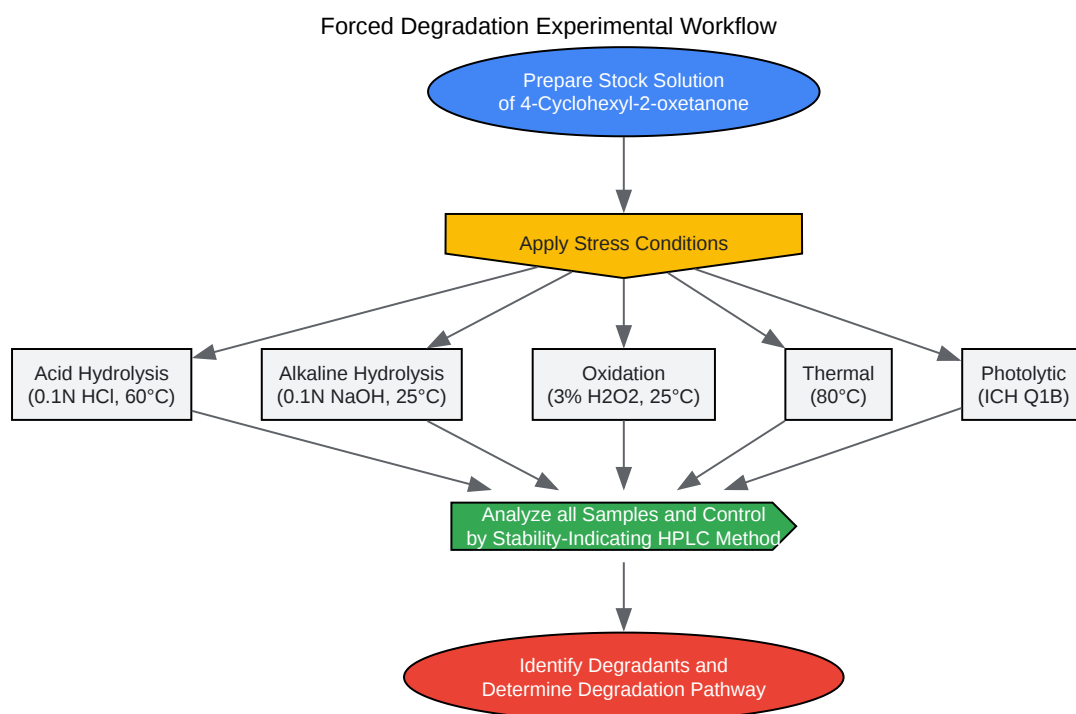 Forced Degradation Experimental Workflow
Prepare Stock Solution
of 4-Cyclohexyl-2-oxetanone
Apply Stress Conditions
Acid Hydrolysis
(0.1N HCl, 60°C)
Alkaline Hydrolysis
(0.1N NaOH, 25°C)
Oxidation
(3% H2O2, 25°C)
Thermal
(80°C)
Photolytic
(ICH Q1B)
Analyze all Samples and Control
by Stability-Indicating HPLC Method
Identify Degradants and
Determine Degradation Pathway